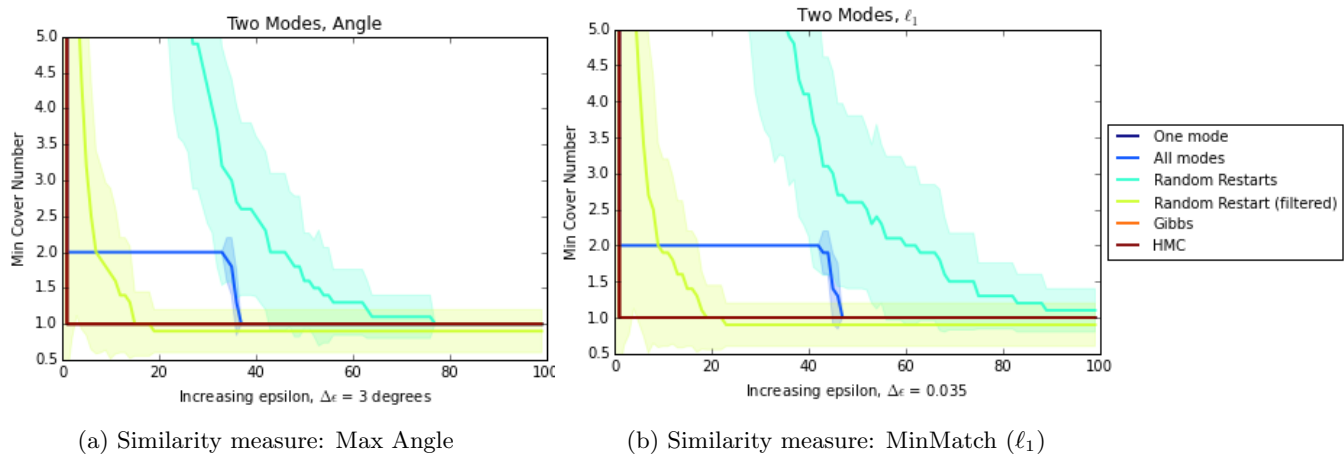 Two Modes, Angle
Min Cover Number
5.0
4.5
4.0
3.5
3.0
2.5
2.0
1.5
1.0
0.5
0 20 40 60 80 100
Increasing epsilon, Δϵ = 3 degrees
(a) Similarity measure: Max Angle
Two Modes, ℓ₁
Min Cover Number
5.0
4.5
4.0
3.5
3.0
2.5
2.0
1.5
1.0
0.5
0 20 40 60 80 100
Increasing epsilon, Δϵ = 0.035
(b) Similarity measure: MinMatch (ℓ₁)
One mode
All modes
Random Restarts
Random Restart (filtered)
Gibbs
HMC